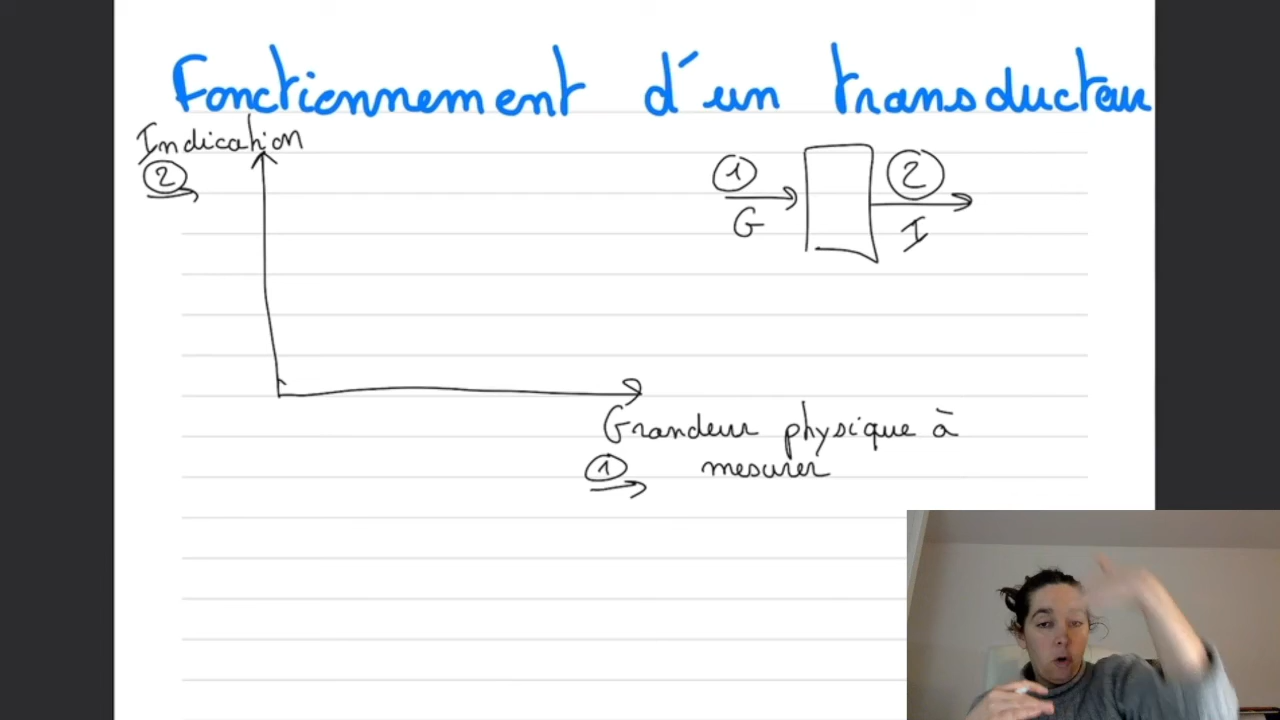 Fonctionnement d'un transducteur
Indication
2
1
G
2
I
Grandeur physique à
1
mesurer